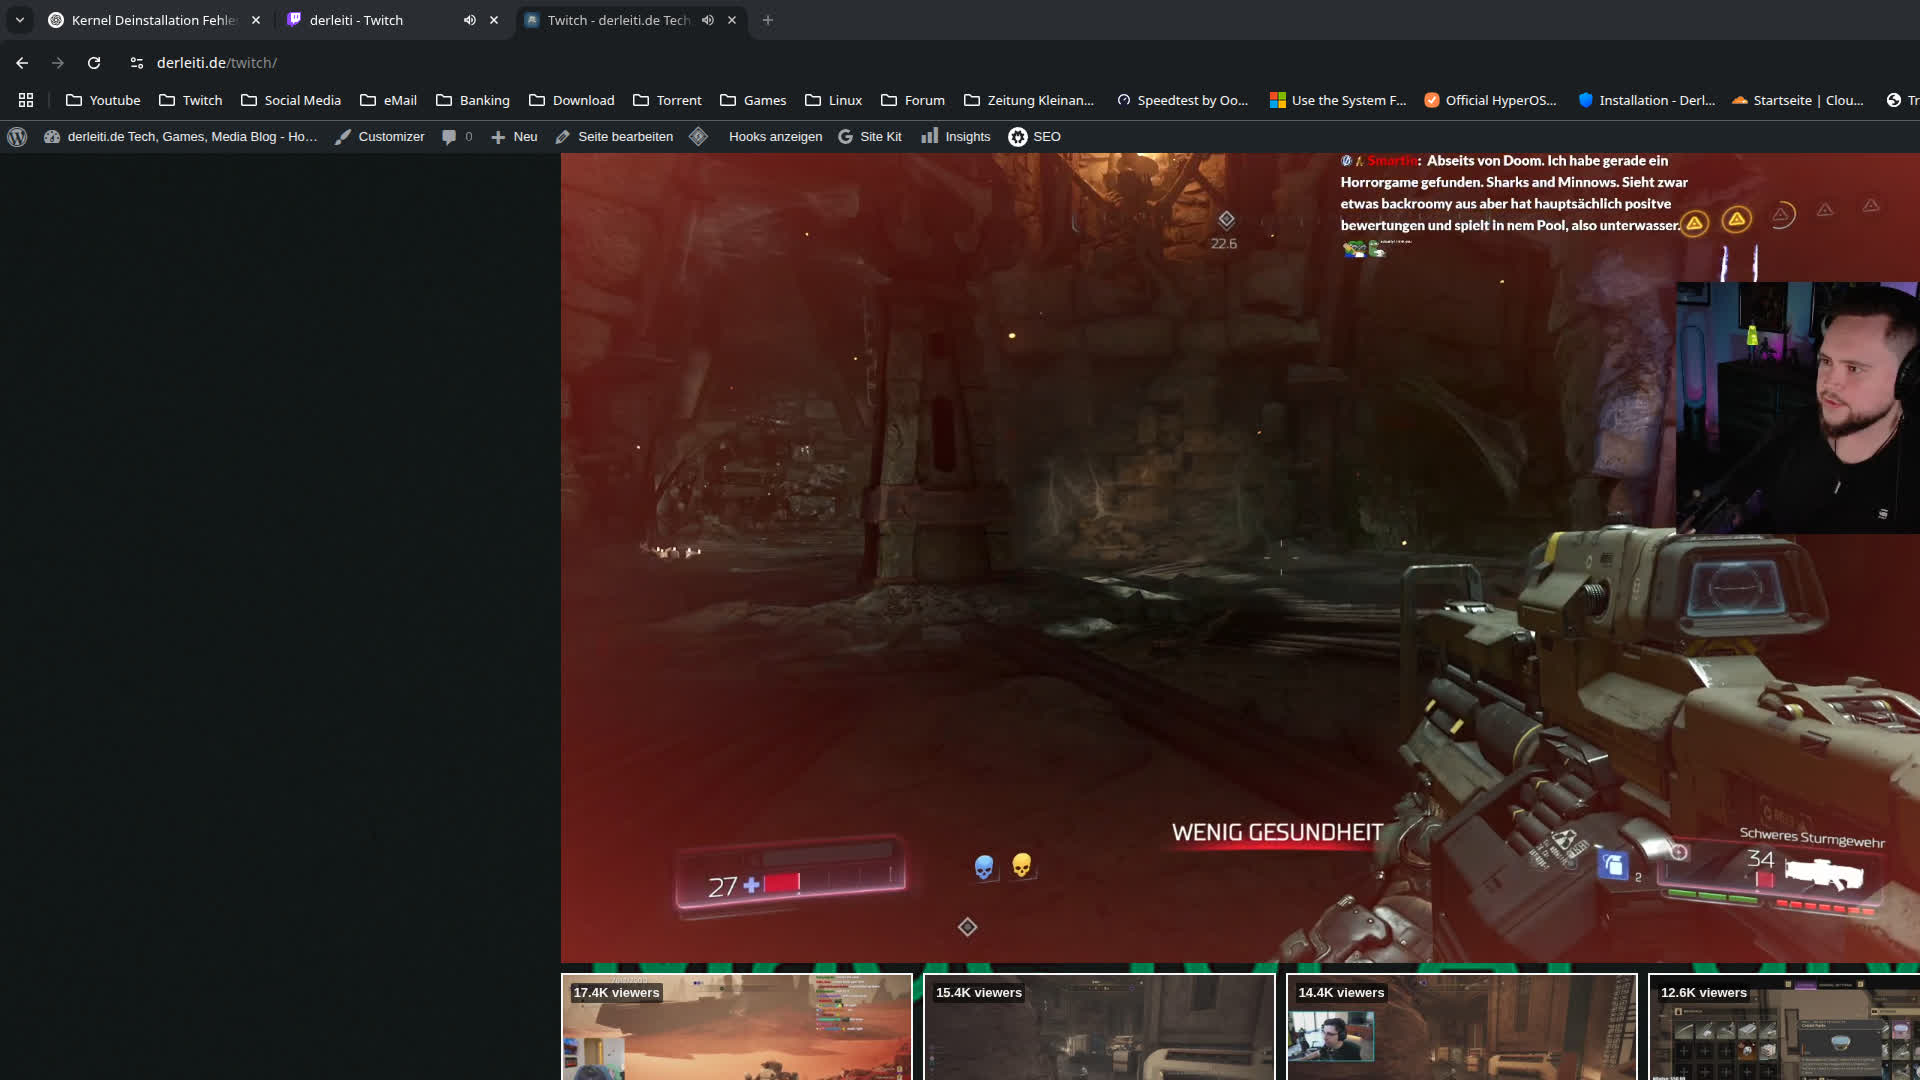 Kernel Deinstallation Fehle
derleiti - Twitch
Twitch - derleiti.de Tech
derleiti.de/twitch/
Youtube
Twitch
Social Media
eMail
Banking
Download
Torrent
Games
Linux
Forum
Zeitung Kleinan...
Speedtest by Oo...
Use the System F...
Official HyperOS...
Installation - Derl...
Startseite | Clou...
Tr
derleiti.de Tech, Games, Media Blog - Ho...
Customizer
0
Neu
Seite bearbeiten
Hooks anzeigen
Site Kit
Insights
SEO
Smartin: Abseits von Doom. Ich habe gerade ein
Horrorgame gefunden. Sharks and Minnows. Sieht zwar
etwas backroomy aus aber hat hauptsächlich positve
bewertungen und spielt in nem Pool, also unterwasser.
22.6
WENIG GESUNDHEIT
Schweres Sturmgewehr
27
34
2
17.4K viewers
15.4K viewers
14.4K viewers
12.6K viewers